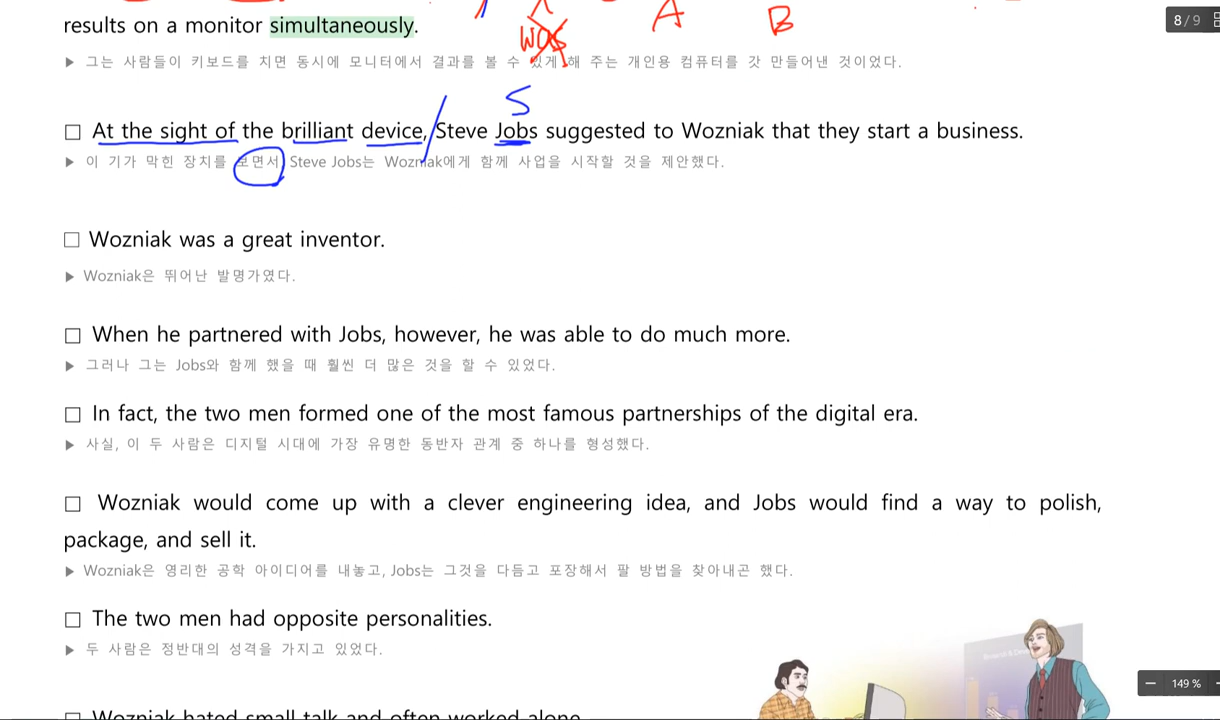 results on a monitor simultaneously.
was
A
B
8 / 9
▶ 그는 사람들이 키보드를 치면 동시에 모니터에서 결과를 볼 수 있게 해 주는 개인용 컴퓨터를 갓 만들어낸 것이었다.
S
□ At the sight of the brilliant device, Steve Jobs suggested to Wozniak that they start a business.
▶ 이 기가 막힌 장치를 보면서 Steve Jobs는 Wozniak에게 함께 사업을 시작할 것을 제안했다.
□ Wozniak was a great inventor.
▶ Wozniak은 뛰어난 발명가였다.
□ When he partnered with Jobs, however, he was able to do much more.
▶ 그러나 그는 Jobs와 함께 했을 때 훨씬 더 많은 것을 할 수 있었다.
□ In fact, the two men formed one of the most famous partnerships of the digital era.
▶ 사실, 이 두 사람은 디지털 시대에 가장 유명한 동반자 관계 중 하나를 형성했다.
□ Wozniak would come up with a clever engineering idea, and Jobs would find a way to polish,
package, and sell it.
▶ Wozniak은 영리한 공학 아이디어를 내놓고, Jobs는 그것을 다듬고 포장해서 팔 방법을 찾아내곤 했다.
□ The two men had opposite personalities.
▶ 두 사람은 정반대의 성격을 가지고 있었다.
149 %
□ Wozniak hated small talk and often worked alone.